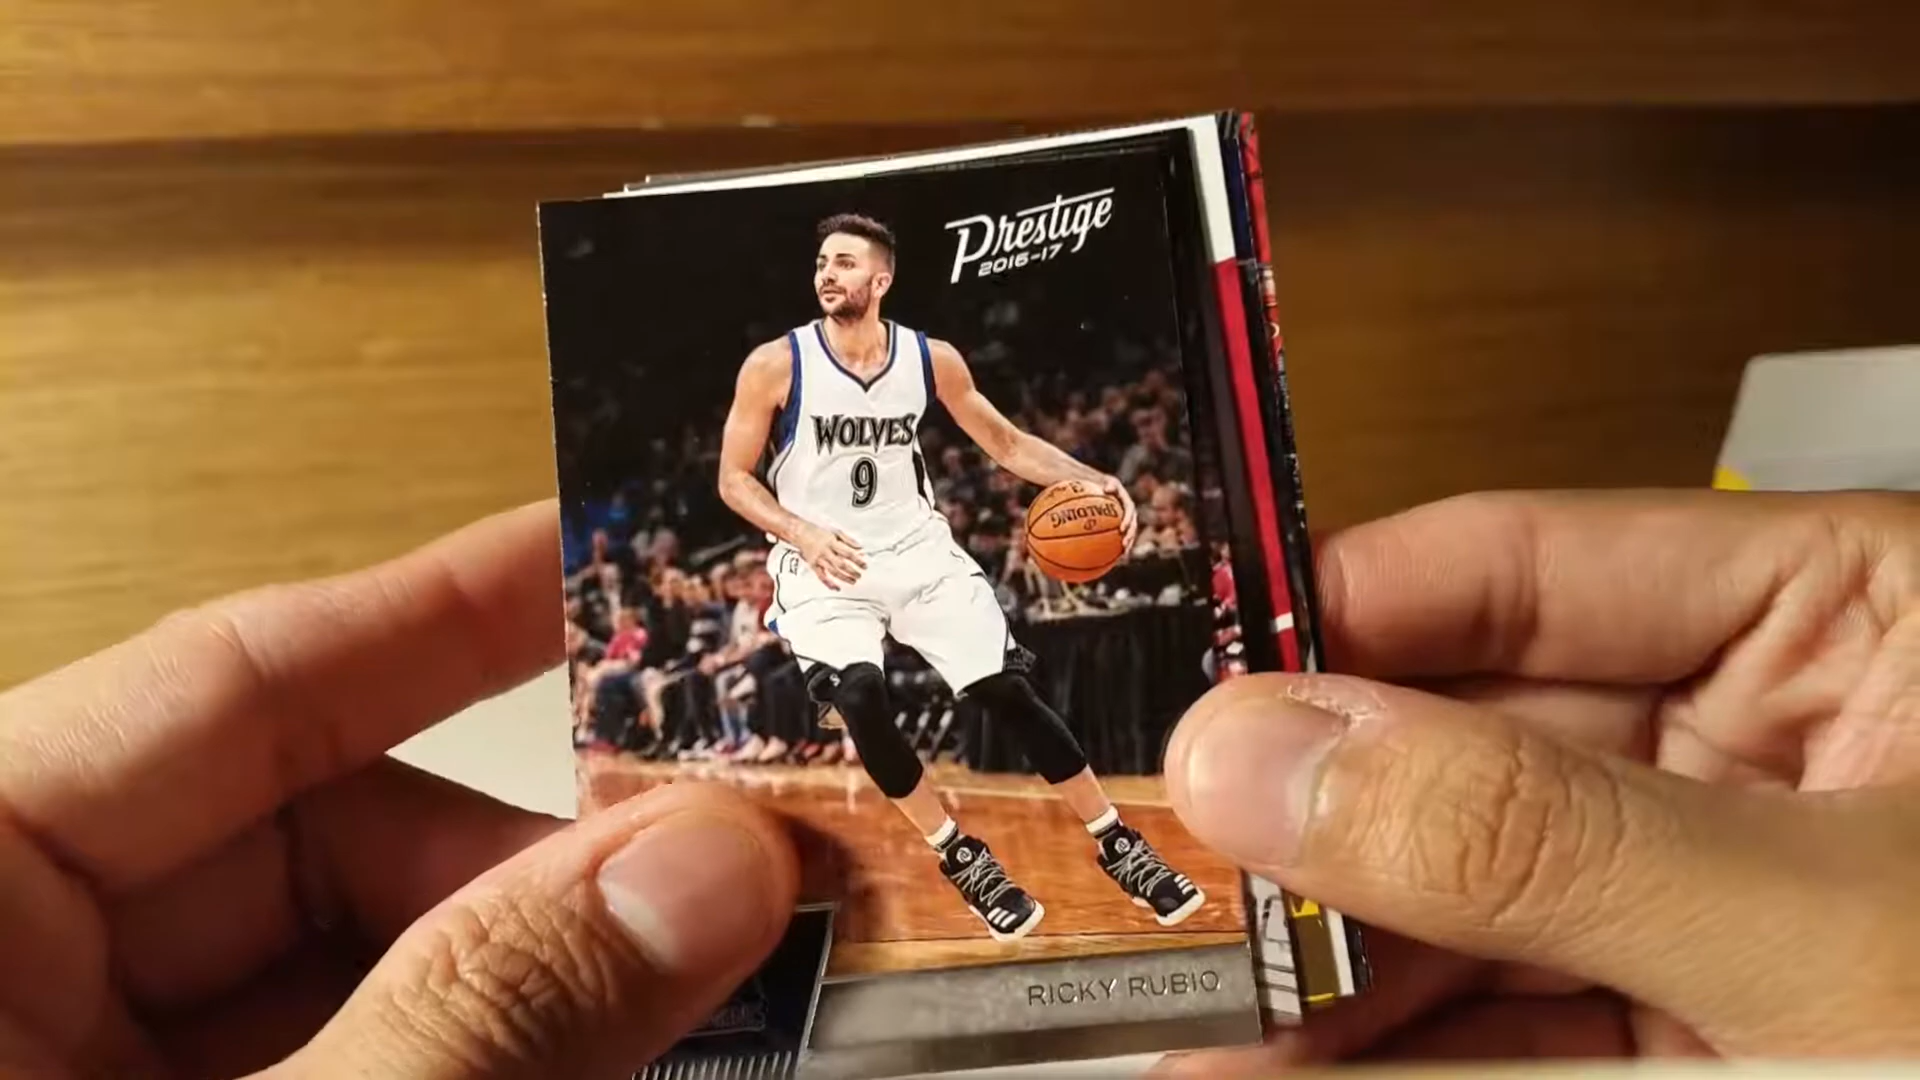 Prestige
2016-17
WOLVES
9
SPALDING
RICKY RUBIO